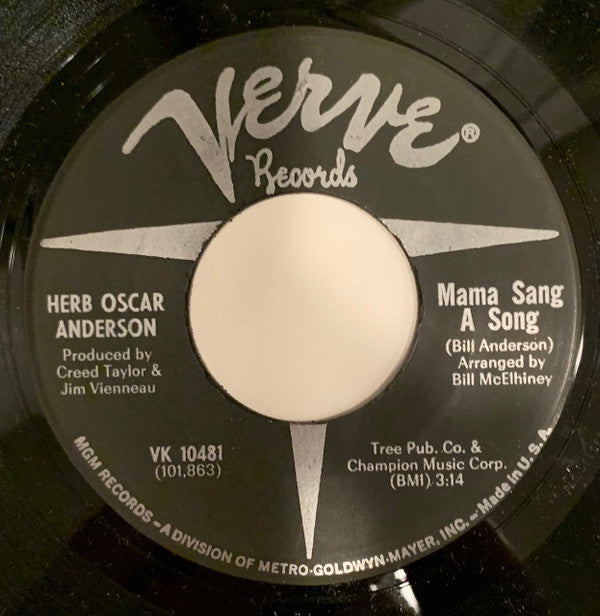 Verve®
Records
HERB OSCAR
ANDERSON
Produced by
Creed Taylor &
Jim Vienneau
Mama Sang
A Song
(Bill Anderson)
Arranged by
Bill McElhiney
VK 10481
(101,863)
Tree Pub. Co. &
Champion Music Corp.
(BMI) 3:14
MGM RECORDS – A DIVISION OF METRO-GOLDWYN-MAYER, INC. – Made in U.S.A.